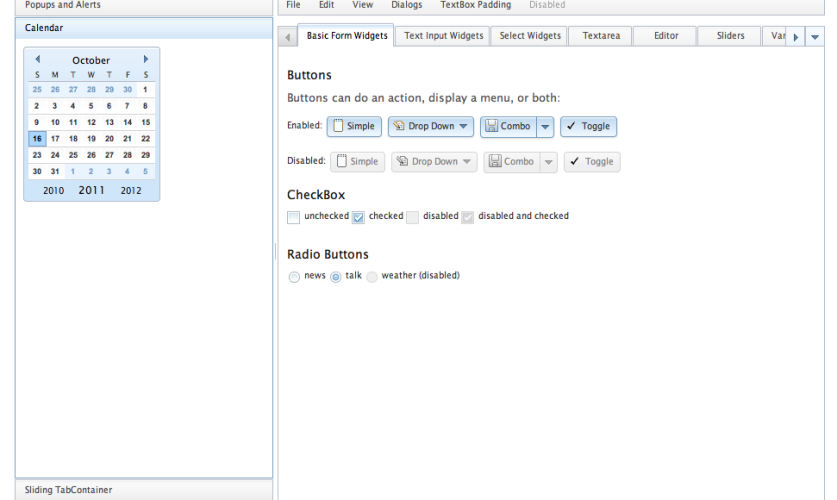 Popups and Alerts
Calendar
October
S M T W T F S
25 26 27 28 29 30 1
2 3 4 5 6 7 8
9 10 11 12 13 14 15
16 17 18 19 20 21 22
23 24 25 26 27 28 29
30 31 1 2 3 4 5
2010 2011 2012
Sliding TabContainer
File Edit View Dialogs TextBox Padding Disabled
Basic Form Widgets Text Input Widgets Select Widgets Textarea Editor Sliders
Buttons
Buttons can do an action, display a menu, or both:
Enabled: Simple Drop Down Combo Toggle
Disabled: Simple Drop Down Combo Toggle
CheckBox
unchecked checked disabled disabled and checked
Radio Buttons
news talk weather (disabled)